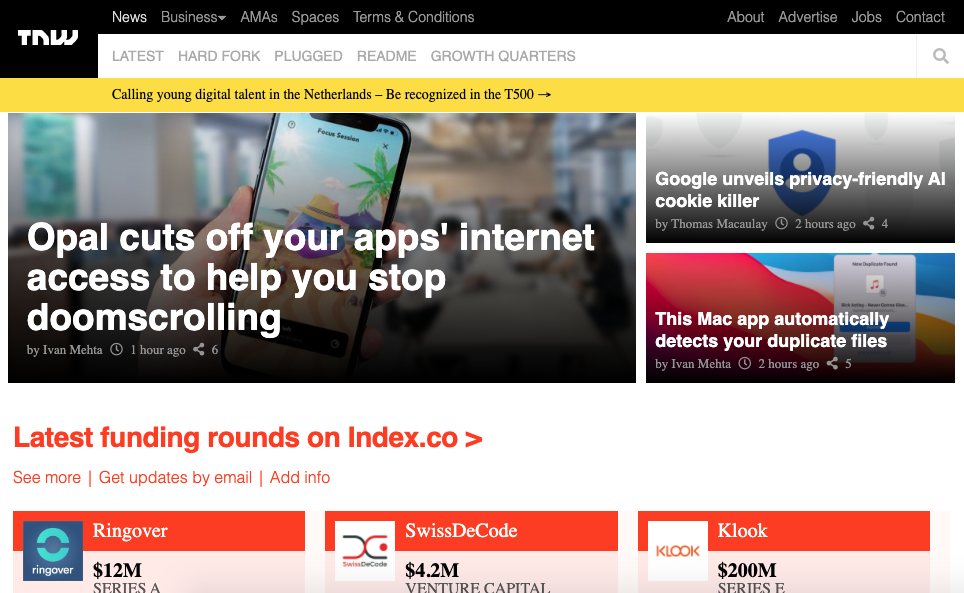 TNW
News Business AMAs Spaces Terms & Conditions
About Advertise Jobs Contact
LATEST HARD FORK PLUGGED README GROWTH QUARTERS
Calling young digital talent in the Netherlands – Be recognized in the T500 →
Focus Session
Opal cuts off your apps' internet
access to help you stop
doomscrolling
by Ivan Mehta 1 hour ago 6
Google unveils privacy-friendly AI
cookie killer
by Thomas Macaulay 2 hours ago 4
New Duplicate Found
This Mac app automatically
detects your duplicate files
by Ivan Mehta 2 hours ago 5
Latest funding rounds on Index.co >
See more | Get updates by email | Add info
ringover
Ringover
$12M
SERIES A
SwissDeCode
SwissDeCode
$4.2M
VENTURE CAPITAL
KLOOK
Klook
$200M
SERIES E